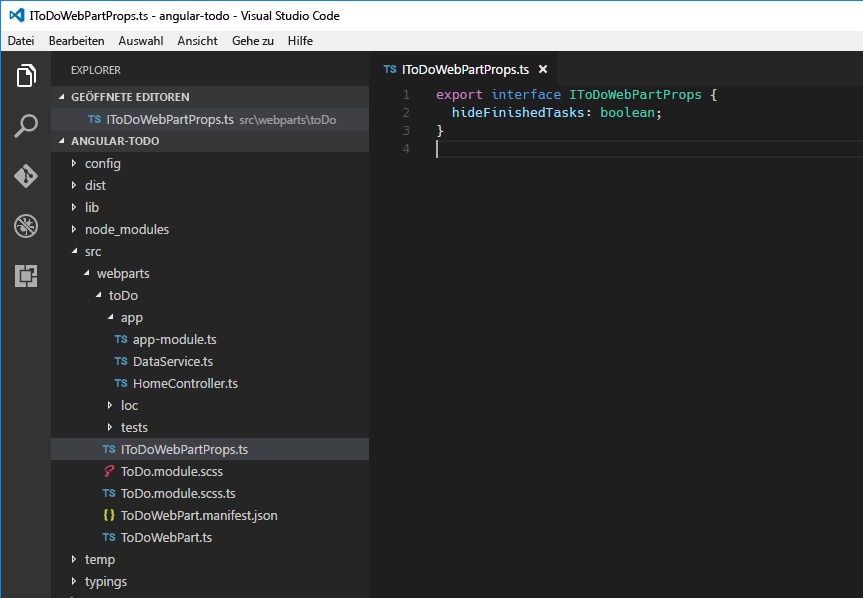 IToDoWebPartProps.ts - angular-todo - Visual Studio Code
Datei Bearbeiten Auswahl Ansicht Gehe zu Hilfe
EXPLORER
GEÖFFNETE EDITOREN
TS IToDoWebPartProps.ts src\webparts\toDo
ANGULAR-TODO
config
dist
lib
node_modules
src
webparts
toDo
app
TS app-module.ts
TS DataService.ts
TS HomeController.ts
loc
tests
TS IToDoWebPartProps.ts
ToDo.module.scss
TS ToDo.module.scss.ts
{} ToDoWebPart.manifest.json
TS ToDoWebPart.ts
temp
typings
TS IToDoWebPartProps.ts ×
1 export interface IToDoWebPartProps {
2   hideFinishedTasks: boolean;
3 }
4